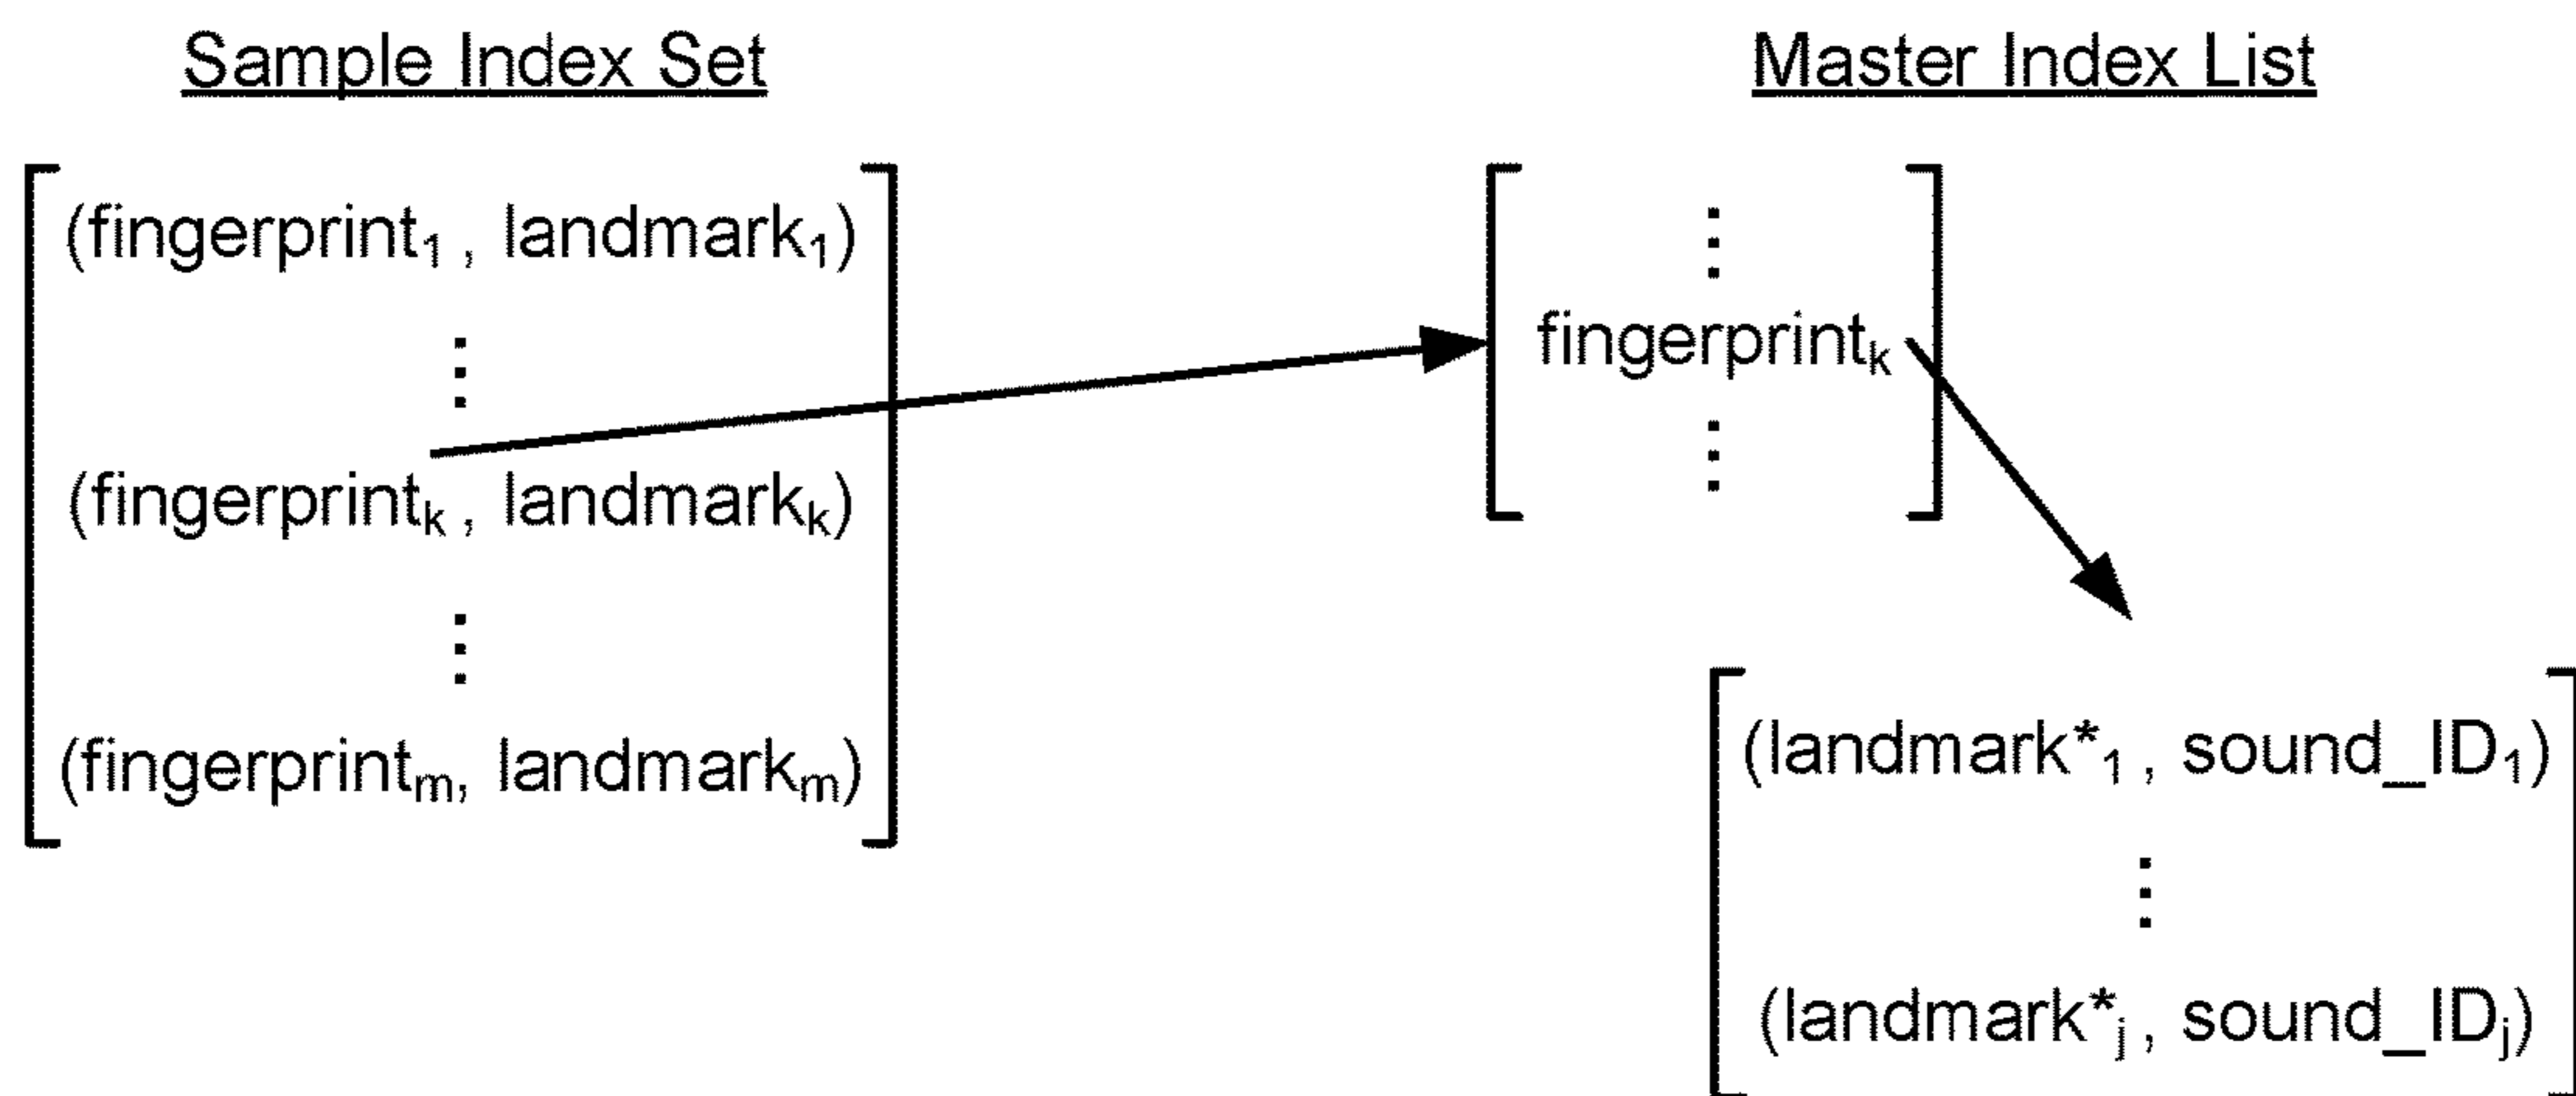 Sample Index Set
(fingerprint₁ , landmark₁)
⋮
(fingerprintₖ , landmarkₖ)
⋮
(fingerprintₘ, landmarkₘ)
Master Index List
⋮
fingerprintₖ
⋮
(landmark*₁ , sound_ID₁)
⋮
(landmark*ⱼ , sound_IDⱼ)